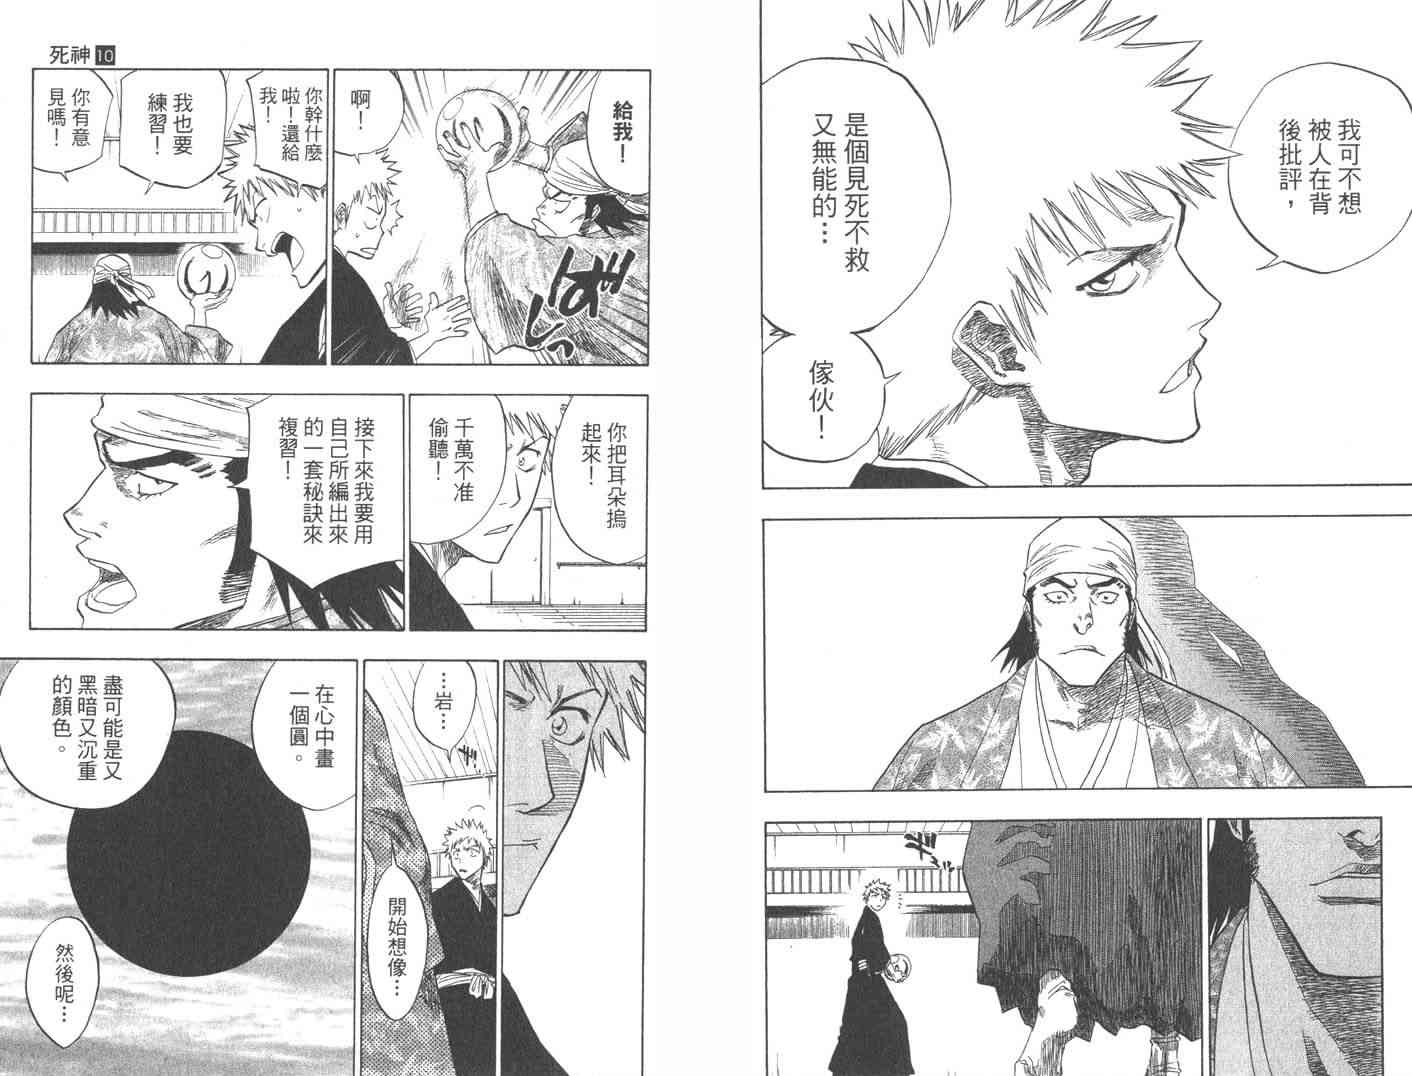 我可不想
被人在背
後批評，
是個見死不救
又無能的…
傢伙！
死神10
給我！
啊！
你幹什麼
啦！還給
我！
我也要
練習！
你有意
見嗎！
你把耳朵摀
起來！
千萬不准
偷聽！
接下來我要用
自己所編出來
的一套秘訣來
複習！
…岩…
開始想像…
在心中畫
一個圓。
盡可能是又
黑暗又沉重
的顏色。
然後呢…